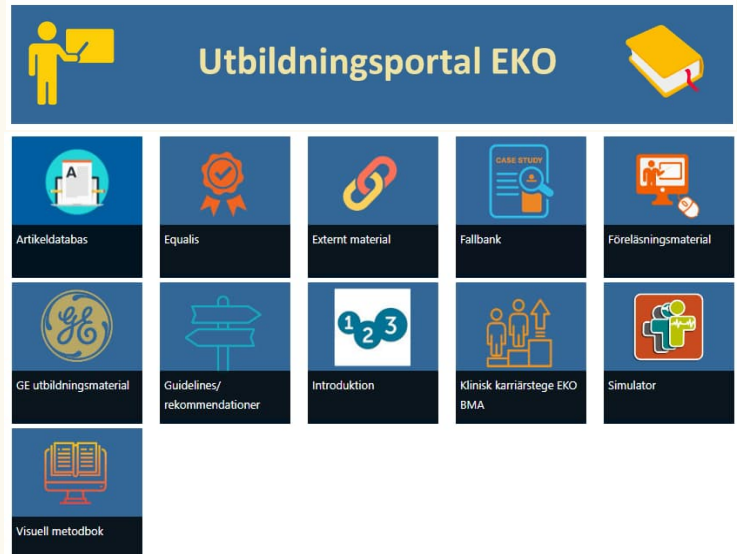 Utbildningsportal EKO
A
CASE STUDY
Artikeldatabas
Equalis
Externt material
Fallbank
Föreläsningsmaterial
GE
1 2 3
GE utbildningsmaterial
Guidelines/
rekommendationer
Introduktion
Klinisk karriärstege EKO
BMA
Simulator
Visuell metodbok